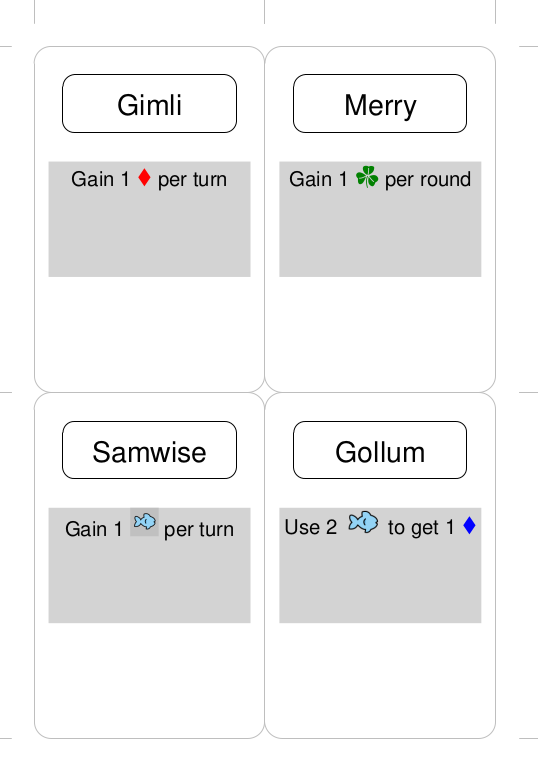 Gimli
Gain 1 ♦ per turn
Merry
Gain 1 ☘ per round
Samwise
Gain 1 🐟 per turn
Gollum
Use 2 🐟 to get 1 ♦